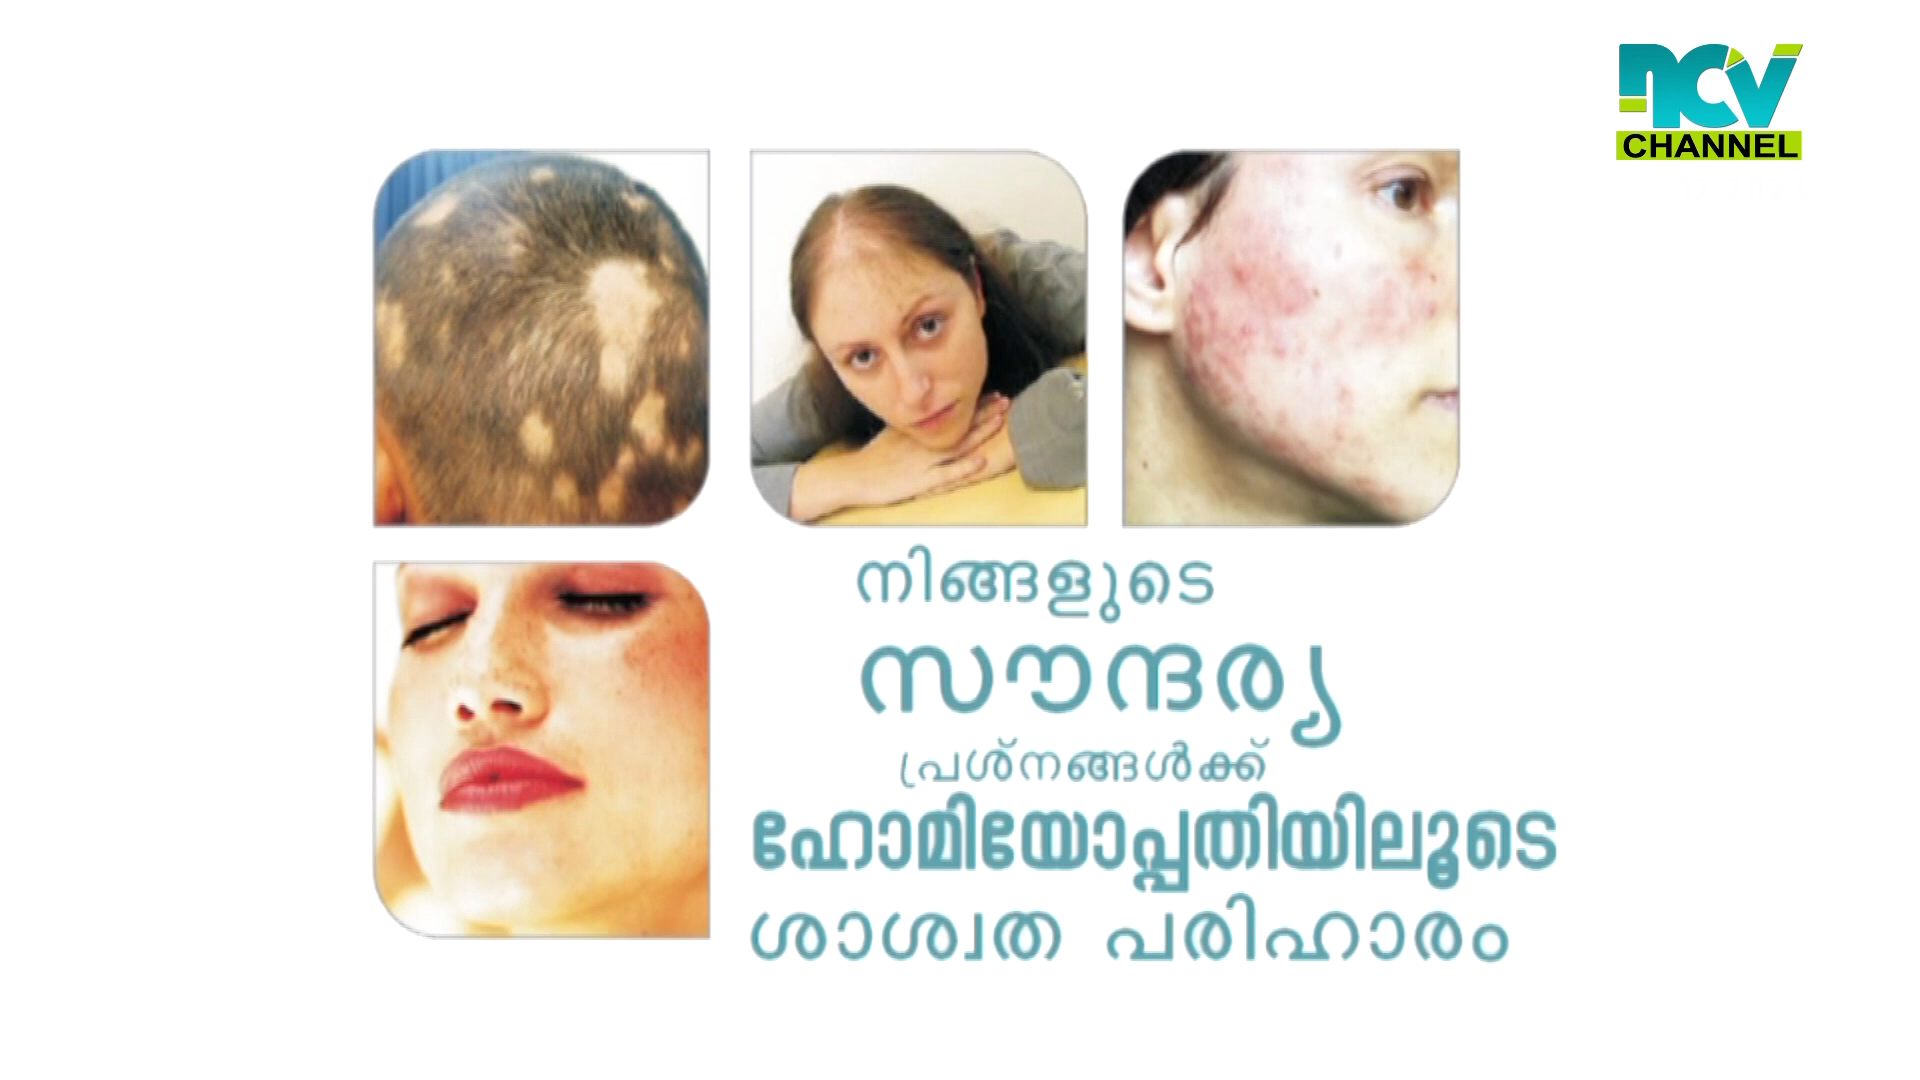 ncv
CHANNEL
നിങ്ങളുടെ
സൗന്ദര്യ
പ്രശ്നങ്ങൾക്ക്
ഹോമിയോപ്പതിയിലൂടെ
ശാശ്വത പരിഹാരം